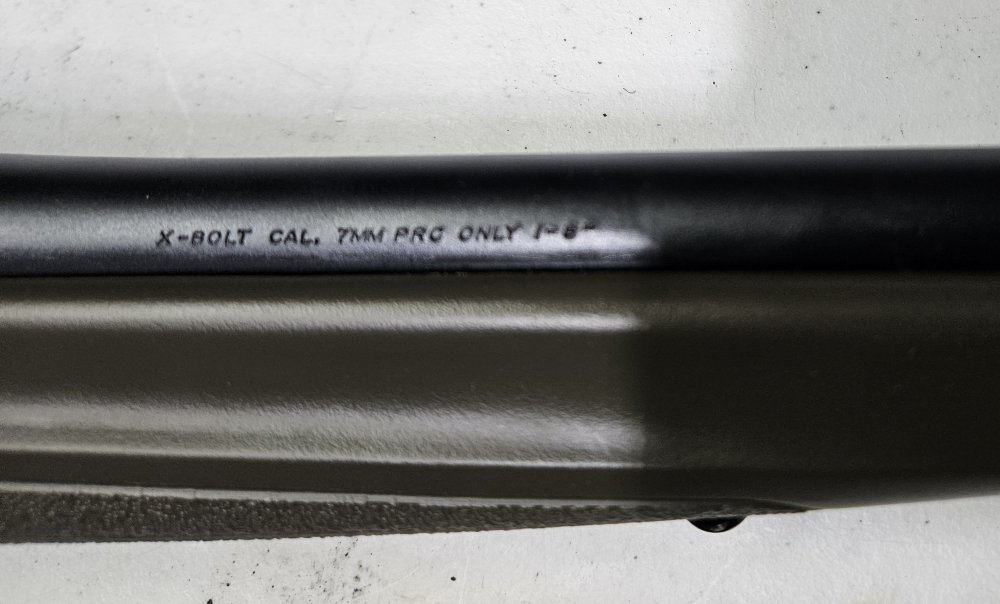 X-BOLT CAL. 7MM PRC ONLY 1-8"